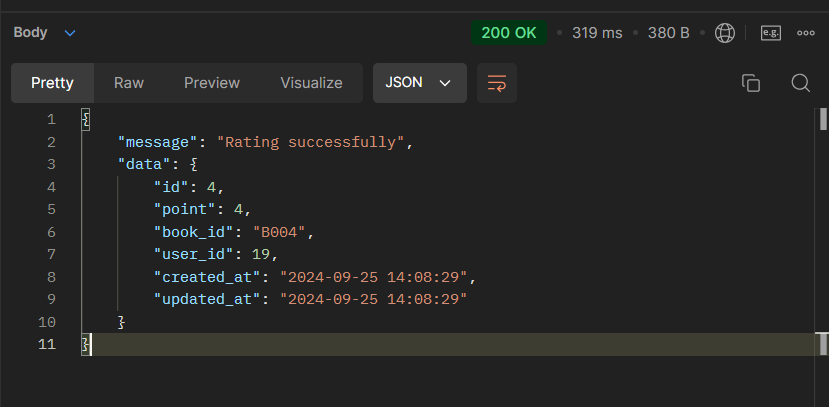 Body 200 OK 319 ms 380 B e.g.
Pretty Raw Preview Visualize JSON
1 {
2 "message": "Rating successfully",
3 "data": {
4 "id": 4,
5 "point": 4,
6 "book_id": "B004",
7 "user_id": 19,
8 "created_at": "2024-09-25 14:08:29",
9 "updated_at": "2024-09-25 14:08:29"
10 }
11 }